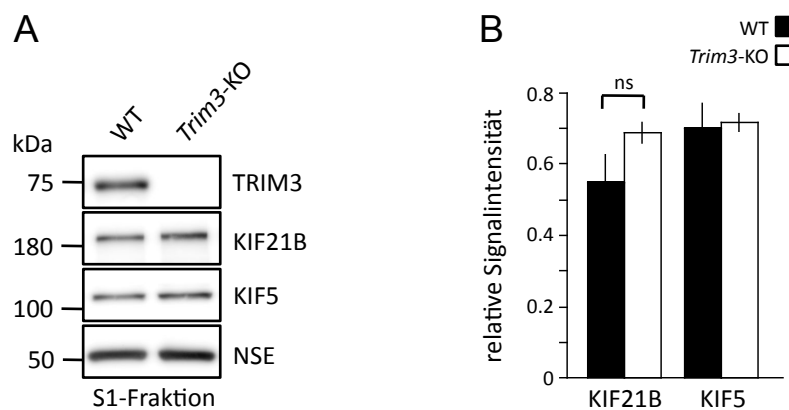 A
WT
Trim3-KO
kDa
75
TRIM3
180
KIF21B
100
KIF5
50
NSE
S1-Fraktion
B
WT
Trim3-KO
ns
relative Signalintensität
0.8
0.6
0.4
0.2
0
KIF21B
KIF5